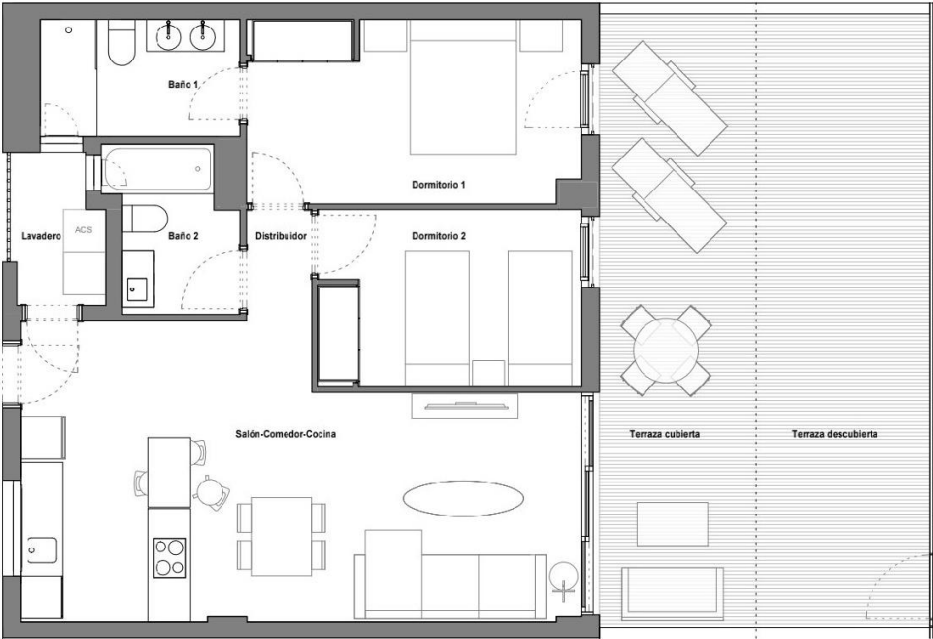 Baño 1
Dormitorio 1
Lavadero
ACS
Baño 2
Distribuidor
Dormitorio 2
Salón-Comedor-Cocina
Terraza cubierta
Terraza descubierta